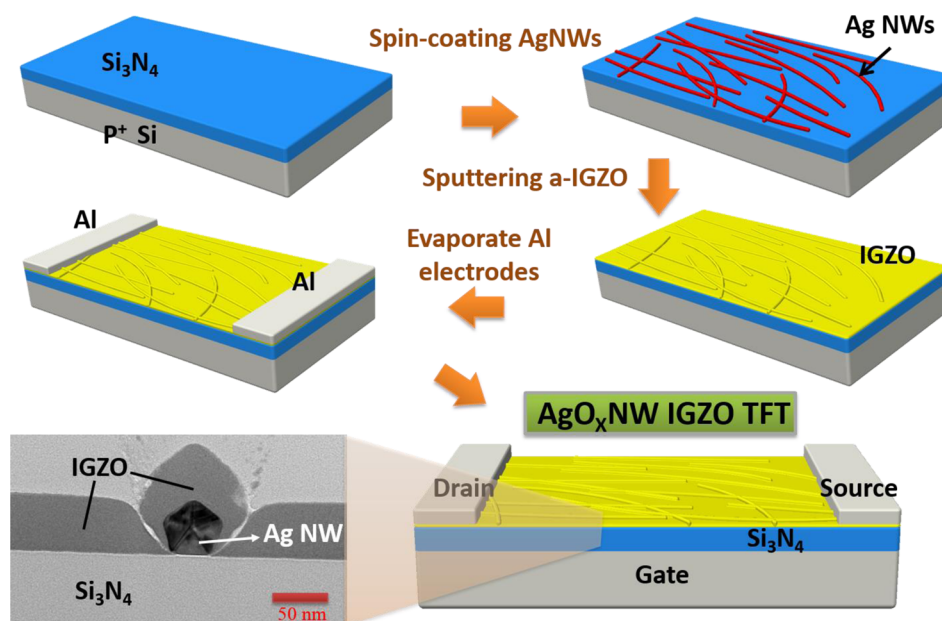 Spin-coating AgNWs
Ag NWs
Si₃N₄
P⁺ Si
Sputtering a-IGZO
Al
Evaporate Al
electrodes
IGZO
Al
AgOₓNW IGZO TFT
IGZO
Drain
Source
Ag NW
Si₃N₄
Gate
Si₃N₄
50 nm